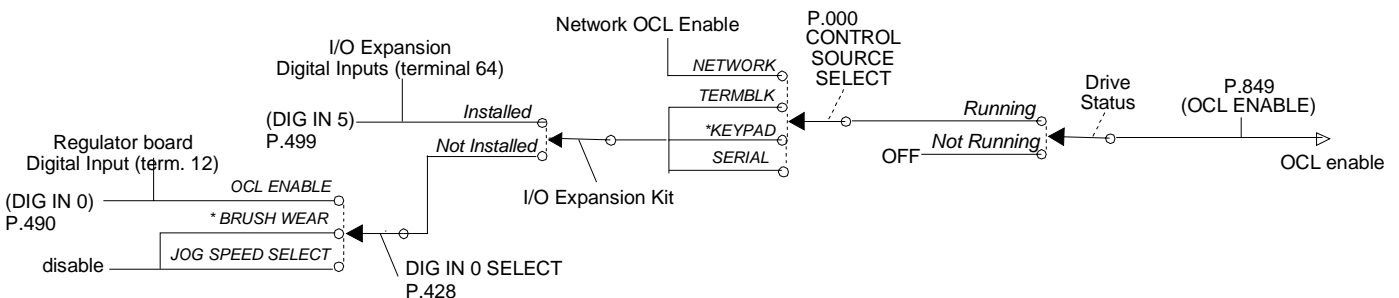 Network OCL Enable
P.000
CONTROL
SOURCE
SELECT
I/O Expansion
Digital Inputs (terminal 64)
NETWORK
TERMBLK
*KEYPAD
SERIAL
Drive
Status
P.849
(OCL ENABLE)
(DIG IN 5)
P.499
Installed
Not Installed
Running
Not Running
OFF
OCL enable
Regulator board
Digital Input (term. 12)
I/O Expansion Kit
(DIG IN 0)
P.490
OCL ENABLE
* BRUSH WEAR
JOG SPEED SELECT
disable
DIG IN 0 SELECT
P.428